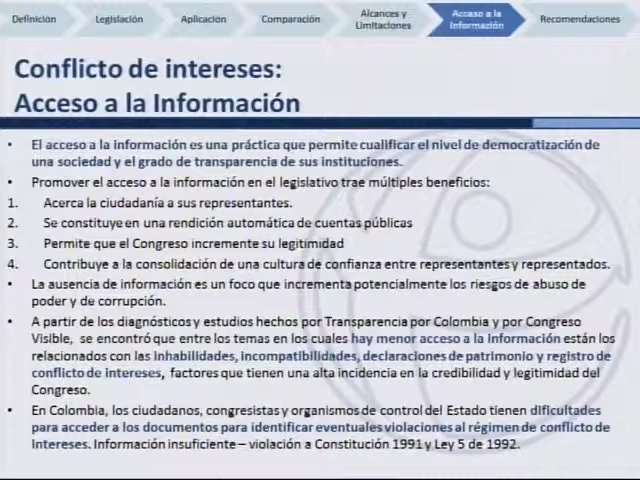 Definición
Legislación
Aplicación
Comparación
Alcances y
Limitaciones
Acceso a la
Información
Recomendaciones
Conflicto de intereses:
Acceso a la Información
• El acceso a la información es una práctica que permite cualificar el nivel de democratización de
una sociedad y el grado de transparencia de sus instituciones.
• Promover el acceso a la información en el legislativo trae múltiples beneficios:
1. Acerca la ciudadanía a sus representantes.
2. Se constituye en una rendición automática de cuentas públicas
3. Permite que el Congreso incremente su legitimidad
4. Contribuye a la consolidación de una cultura de confianza entre representantes y representados.
• La ausencia de información es un foco que incrementa potencialmente los riesgos de abuso de
poder y de corrupción.
• A partir de los diagnósticos y estudios hechos por Transparencia por Colombia y por Congreso
Visible, se encontró que entre los temas en los cuales hay menor acceso a la información están los
relacionados con las inhabilidades, incompatibilidades, declaraciones de patrimonio y registro de
conflicto de intereses, factores que tienen una alta incidencia en la credibilidad y legitimidad del
Congreso.
• En Colombia, los ciudadanos, congresistas y organismos de control del Estado tienen dificultades
para acceder a los documentos para identificar eventuales violaciones al régimen de conflicto de
intereses. Información insuficiente – violación a Constitución 1991 y Ley 5 de 1992.